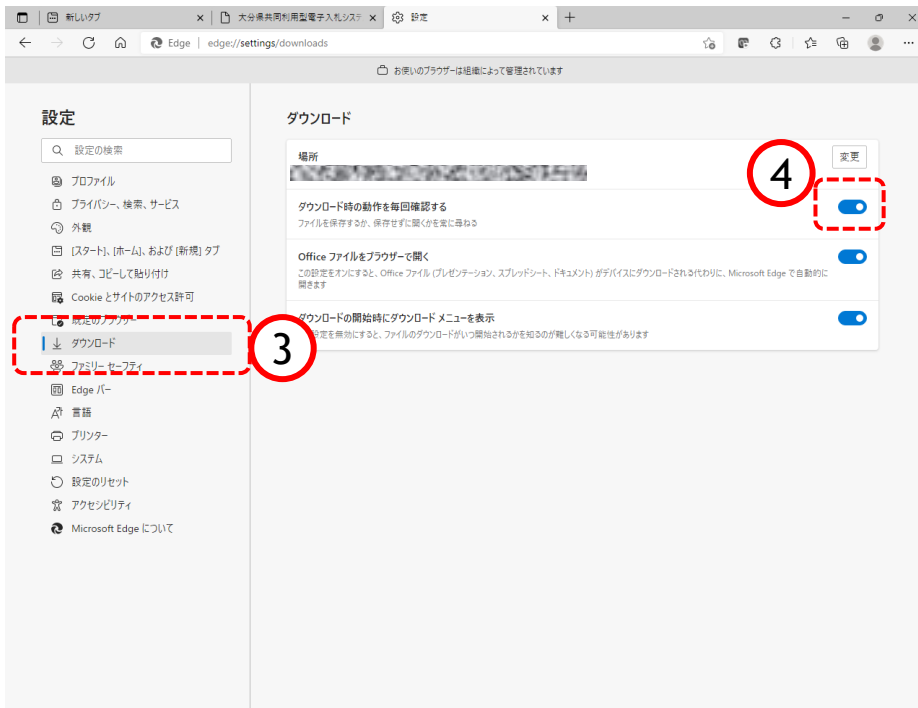 新しいタブ
大分県共同利用型電子入札システ
設定
Edge
edge://settings/downloads
お使いのブラウザーは組織によって管理されています
設定
設定の検索
プロファイル
プライバシー、検索、サービス
外観
[スタート]、[ホーム]、および [新規] タブ
共有、コピーして貼り付け
Cookie とサイトのアクセス許可
既定のブラウザー
ダウンロード
ファミリー セーフティ
Edge バー
言語
プリンター
システム
設定のリセット
アクセシビリティ
Microsoft Edge について
3
ダウンロード
場所
変更
4
ダウンロード時の動作を毎回確認する
ファイルを保存するか、保存せずに開くかを常に尋ねる
Office ファイルをブラウザーで開く
この設定をオンにすると、Office ファイル (プレゼンテーション、スプレッドシート、ドキュメント) がデバイスにダウンロードされる代わりに、Microsoft Edge で自動的に
開きます
ダウンロードの開始時にダウンロード メニューを表示
設定を無効にすると、ファイルのダウンロードがいつ開始されるかを知るのが難しくなる可能性があります